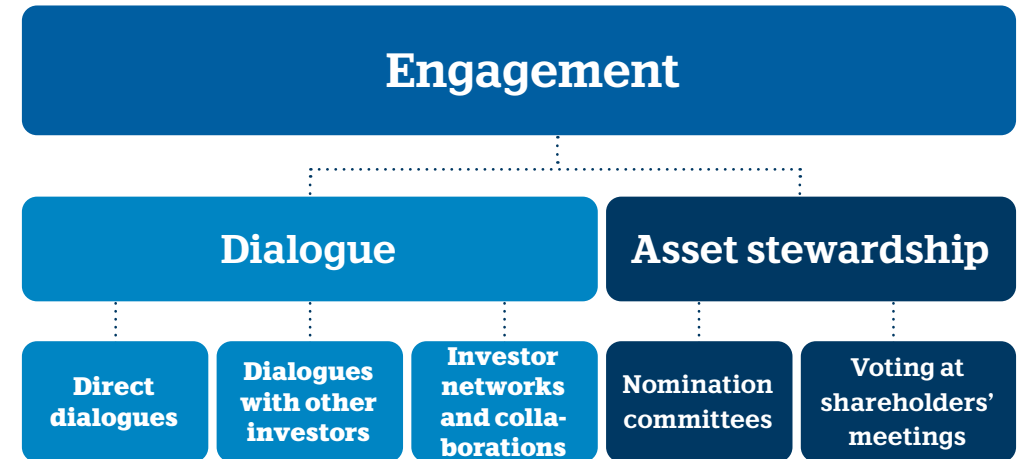 Engagement
Dialogue
Asset stewardship
Direct
dialogues
Dialogues
with other
investors
Investor
networks
and colla-
borations
Nomination
committees
Voting at
shareholders’
meetings